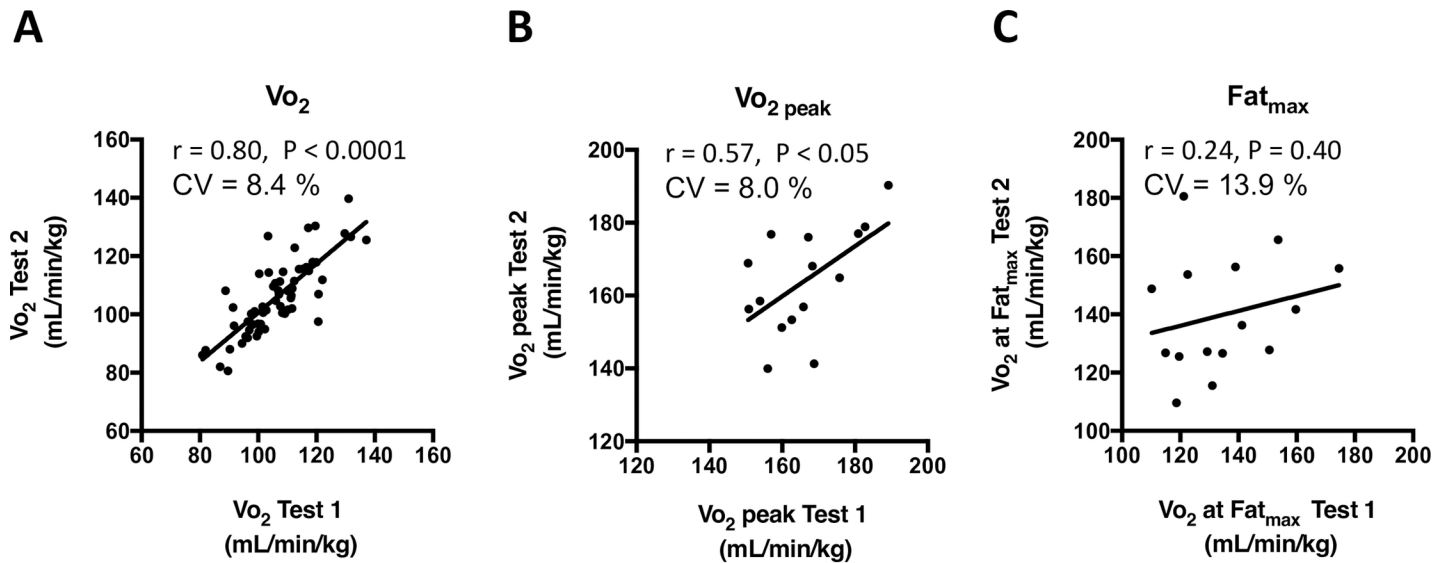 A
Vo2
r = 0.80, P < 0.0001
CV = 8.4 %
Vo2 Test 2
(mL/min/kg)
160
140
120
100
80
60
60 80 100 120 140 160
Vo2 Test 1
(mL/min/kg)
B
Vo2 peak
r = 0.57, P < 0.05
CV = 8.0 %
Vo2 peak Test 2
(mL/min/kg)
200
180
160
140
120
120 140 160 180 200
Vo2 peak Test 1
(mL/min/kg)
C
Fatmax
r = 0.24, P = 0.40
CV = 13.9 %
Vo2 at Fatmax Test 2
(mL/min/kg)
200
180
160
140
120
100
100 120 140 160 180 200
Vo2 at Fatmax Test 1
(mL/min/kg)